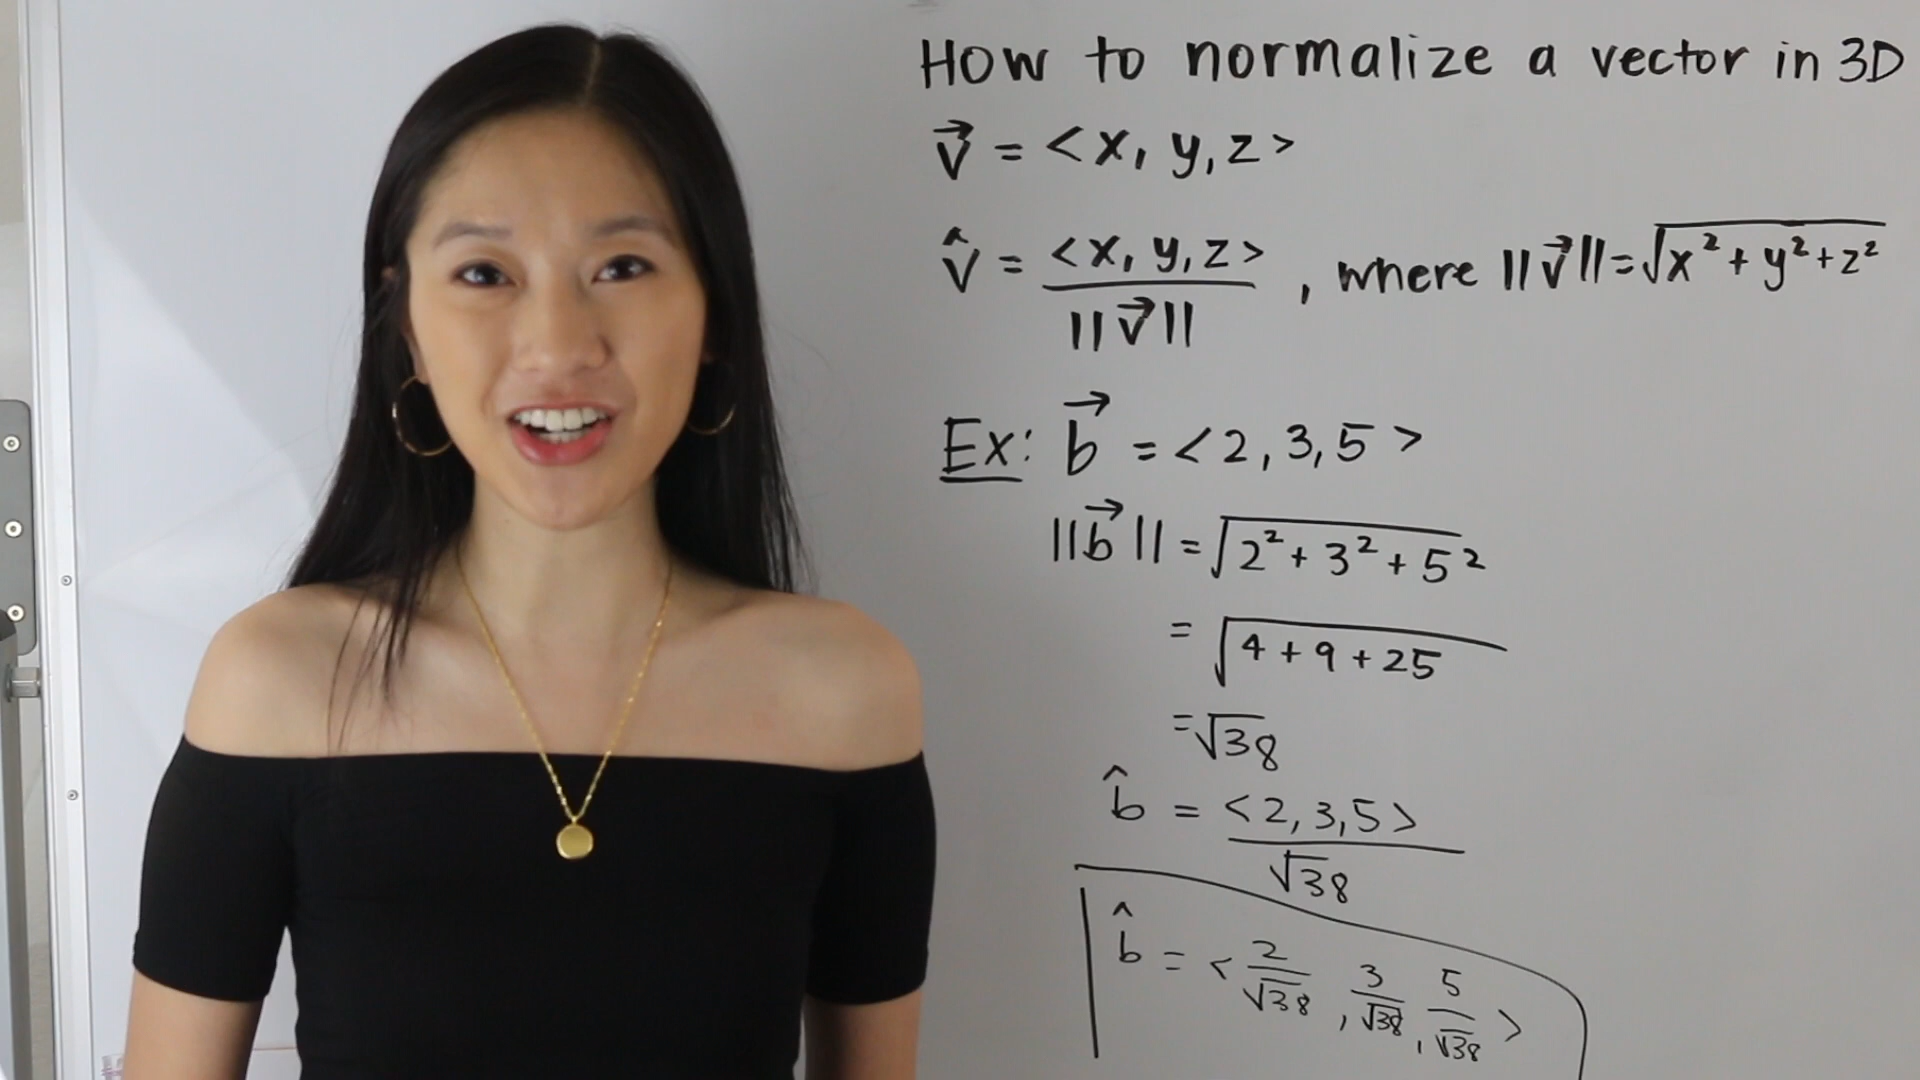 How to normalize a vector in 3D
v⃗ = <x, y, z>
v̂ = <x, y, z> / ||v⃗|| , where ||v⃗|| = √(x² + y² + z²)
Ex: b⃗ = <2, 3, 5>
||b⃗|| = √(2² + 3² + 5²)
= √(4 + 9 + 25)
= √38
b̂ = <2, 3, 5> / √38
b̂ = <2/√38, 3/√38, 5/√38>